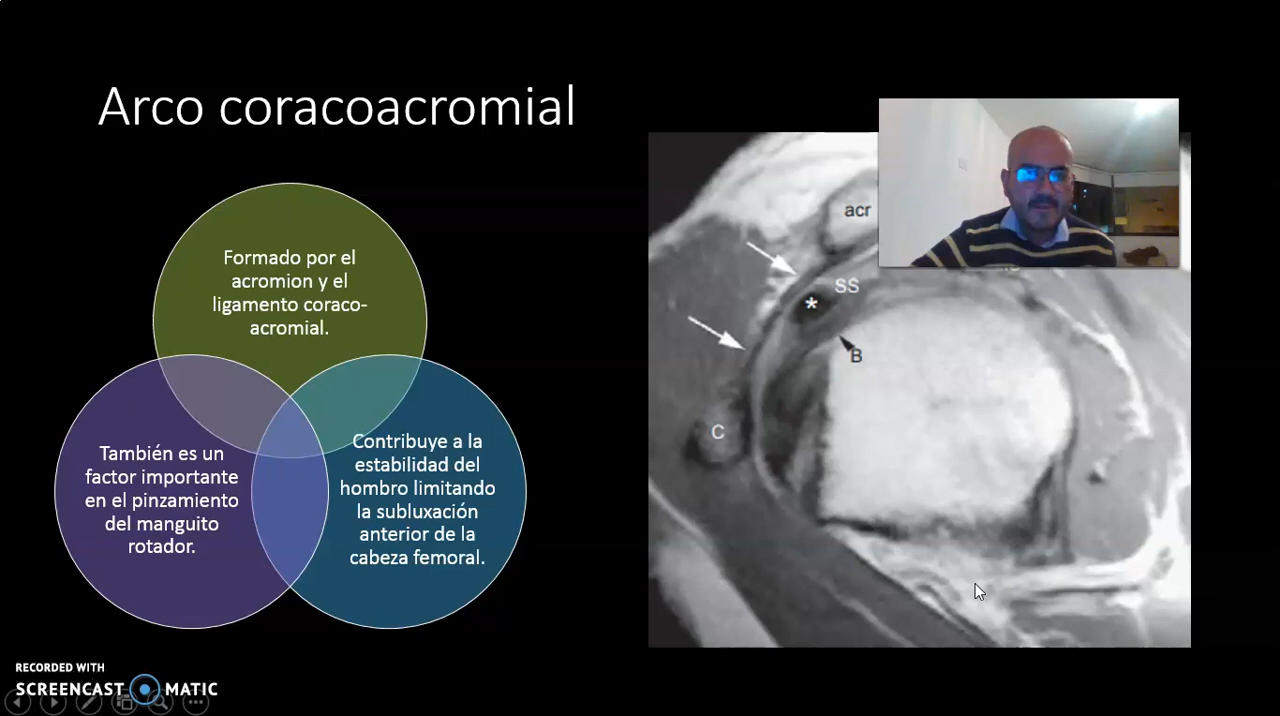 Arco coracoacromial
Formado por el
acromion y el
ligamento coraco-
acromial.
También es un
factor importante
en el pinzamiento
del manguito
rotador.
Contribuye a la
estabilidad del
hombro limitando
la subluxación
anterior de la
cabeza femoral.
acr
SS
*
B
C
RECORDED WITH
SCREENCAST MATIC